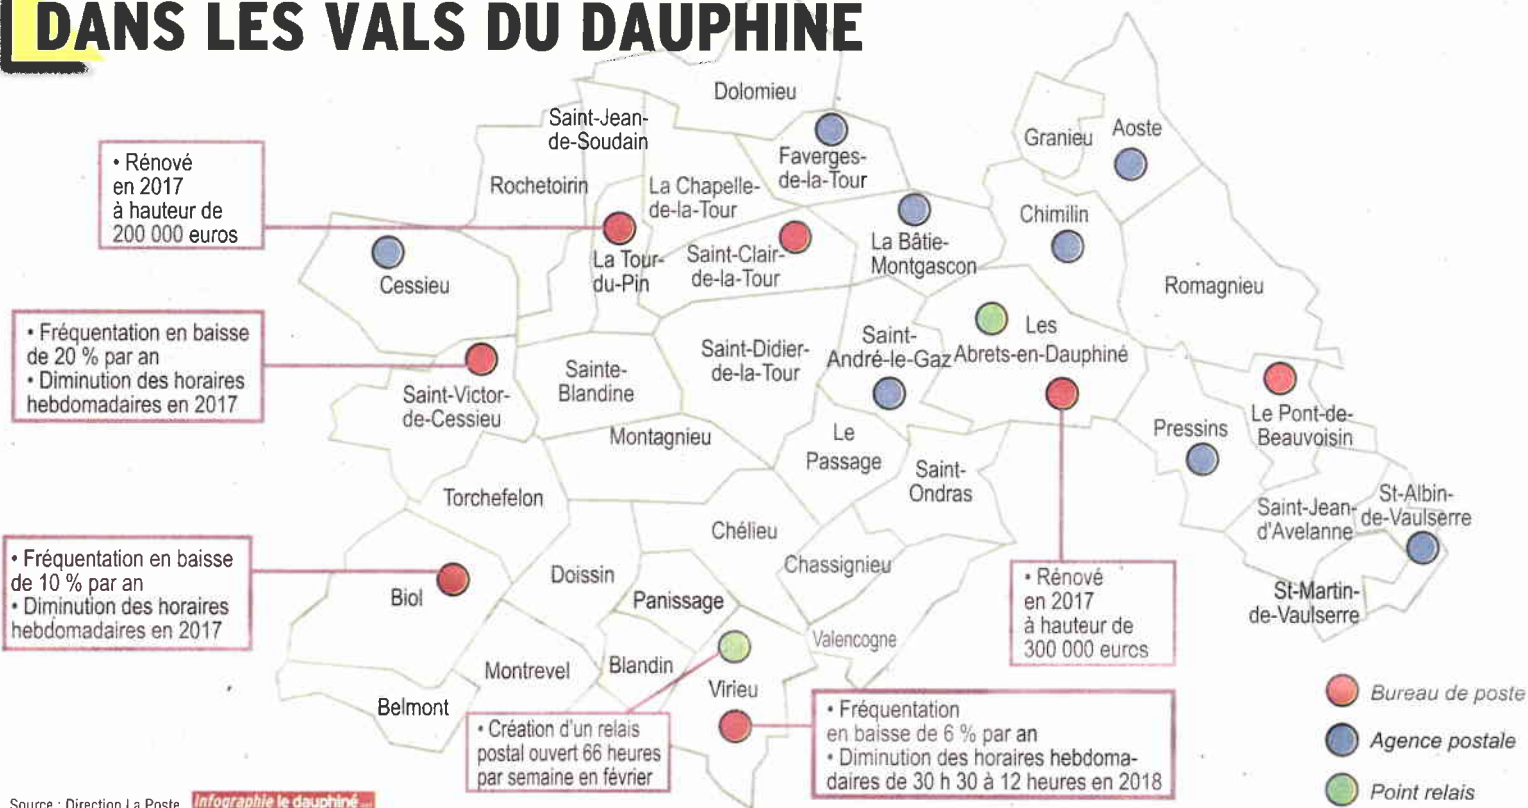 DANS LES VALS DU DAUPHINÉ
Dolomieu
Saint-Jean-
de-Soudain
Granieu
Aoste
Faverges-
de-la-Tour
• Rénové
en 2017
à hauteur de
200 000 euros
Rochetoirin
La Chapelle-
de-la-Tour
Chimilin
La Bâtie-
Montgascon
La Tour-
du-Pin
Saint-Clair-
de-la-Tour
Cessieu
Romagnieu
• Fréquentation en baisse
de 20 % par an
• Diminution des horaires
hebdomadaires en 2017
Les
Abrets-en-Dauphiné
Saint-
André-le-Gaz
Saint-Didier-
de-la-Tour
Sainte-
Blandine
Saint-Victor-
de-Cessieu
Le Pont-de-
Beauvoisin
Pressins
Montagnieu
Le
Passage
Saint-
Ondras
Torchefelon
Saint-Jean-
d'Avelanne
St-Albin-
de-Vaulserre
Chélieu
Chassignieu
• Fréquentation en baisse
de 10 % par an
• Diminution des horaires
hebdomadaires en 2017
Biol
Doissin
Panissage
• Rénové
en 2017
à hauteur de
300 000 euros
St-Martin-
de-Vaulserre
Valencogne
Montrevel
Blandin
Virieu
Belmont
• Création d'un relais
postal ouvert 66 heures
par semaine en février
• Fréquentation
en baisse de 6 % par an
• Diminution des horaires hebdoma-
daires de 30 h 30 à 12 heures en 2018
Bureau de poste
Agence postale
Point relais
Source : Direction La Poste
Infographie le dauphiné